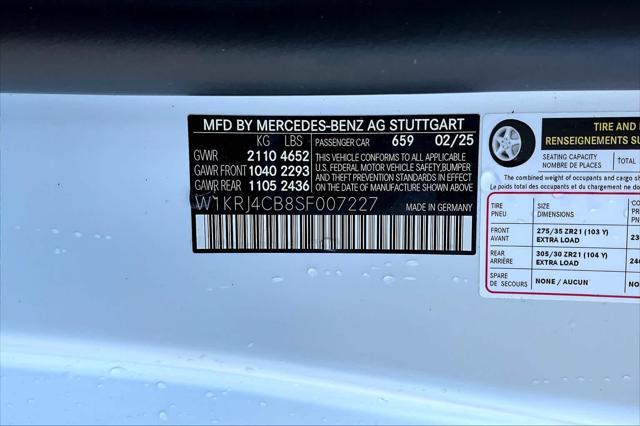 MFD BY MERCEDES-BENZ AG STUTTGART
KG LBS PASSENGER CAR 659 02/25
GVWR 2110 4652
GAWR FRONT 1040 2293
GAWR REAR 1105 2436
THIS VEHICLE CONFORMS TO ALL APPLICABLE
U.S. FEDERAL MOTOR VEHICLE SAFETY, BUMPER
AND THEFT PREVENTION STANDARDS IN EFFECT
ON THE DATE OF MANUFACTURE SHOWN ABOVE.
W1KRJ4CB8SF007227 MADE IN GERMANY
TIRE AND
RENSEIGNEMENTS
SEATING CAPACITY
NOMBRE DE PLACES
TOTAL
The combined weight of occupants and cargo
Le poids total des occupants et du chargement ne doit
TIRE
PNEU
SIZE
DIMENSIONS
FRONT
AVANT
275/35 ZR21 (103 Y)
EXTRA LOAD
REAR
ARRIÈRE
305/30 ZR21 (104 Y)
EXTRA LOAD
SPARE
DE SECOURS
NONE / AUCUN